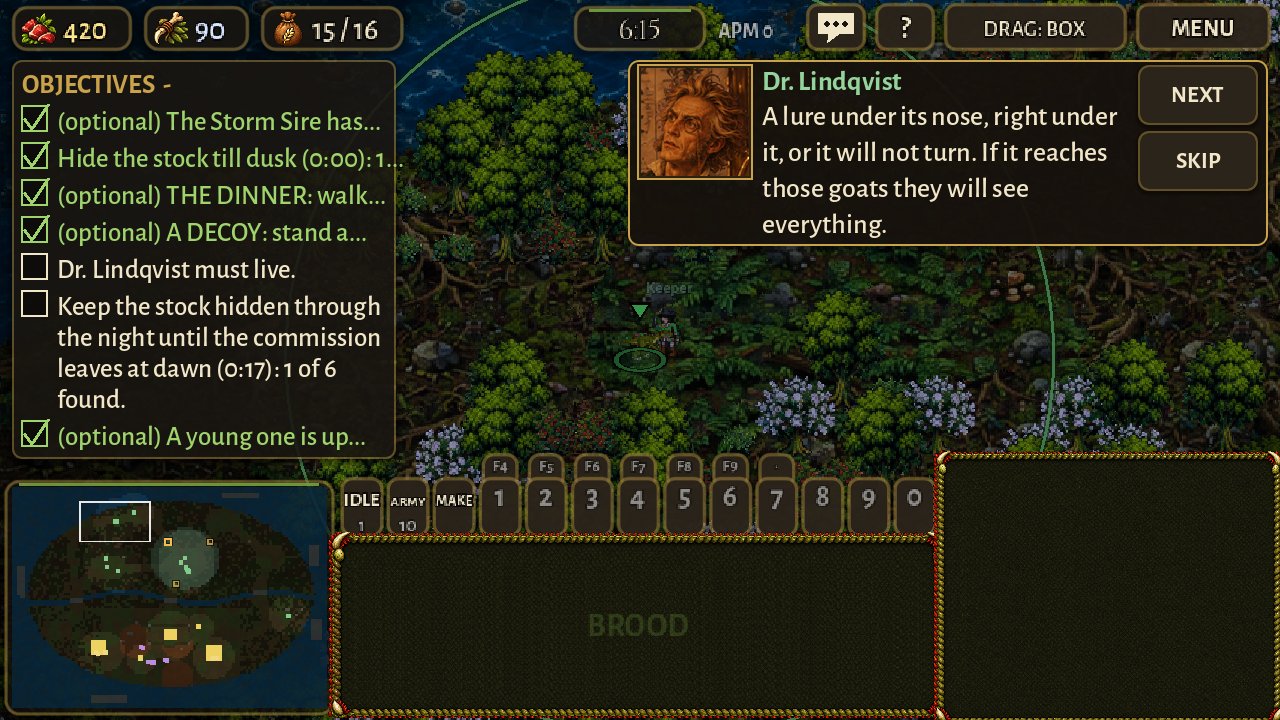 420
90
15/16
6:15
APM 0
?
DRAG: BOX
MENU
OBJECTIVES -
(optional) The Storm Sire has...
Hide the stock till dusk (0:00): 1...
(optional) THE DINNER: walk...
(optional) A DECOY: stand a...
Dr. Lindqvist must live.
Keep the stock hidden through
the night until the commission
leaves at dawn (0:17): 1 of 6
found.
(optional) A young one is up...
Dr. Lindqvist
A lure under its nose, right under
it, or it will not turn. If it reaches
those goats they will see
everything.
NEXT
SKIP
Keeper
F4 F5 F6 F7 F8 F9
IDLE 1
ARMY 10
MAKE
1 2 3 4 5 6 7 8 9 0
BROOD